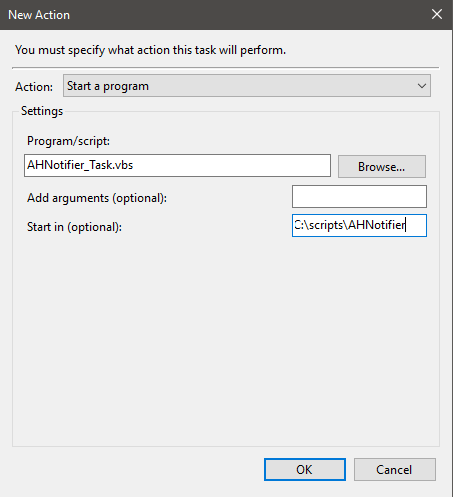 New Action
You must specify what action this task will perform.
Action: Start a program
Settings
Program/script:
AHNotifier_Task.vbs Browse...
Add arguments (optional):
Start in (optional): C:\scripts\AHNotifier
OK Cancel